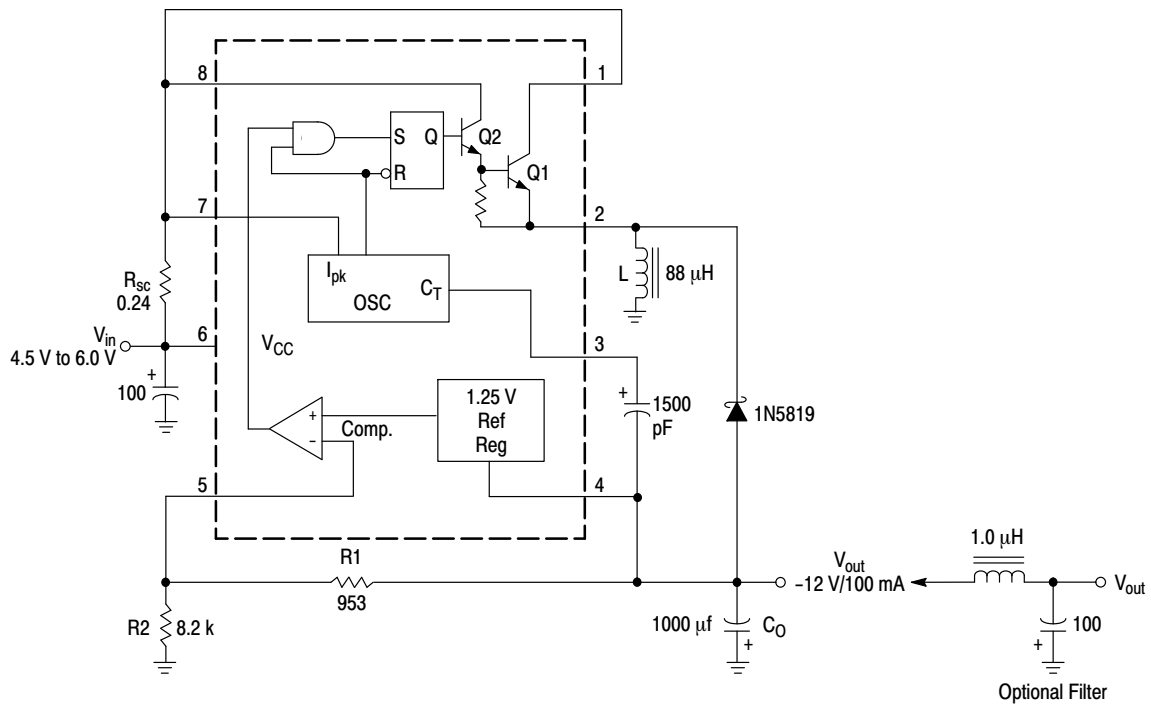 8
1
S
Q
Q2
R
Q1
7
2
Ipk
CT
OSC
L
88 μH
Rsc
0.24
Vin
4.5 V to 6.0 V
6
VCC
3
100
+
1.25 V
Ref
Reg
+
1500
pF
1N5819
+
–
Comp.
5
4
R1
953
1.0 μH
Vout
–12 V/100 mA
Vout
R2
8.2 k
1000 μf
CO
+
100
+
Optional Filter